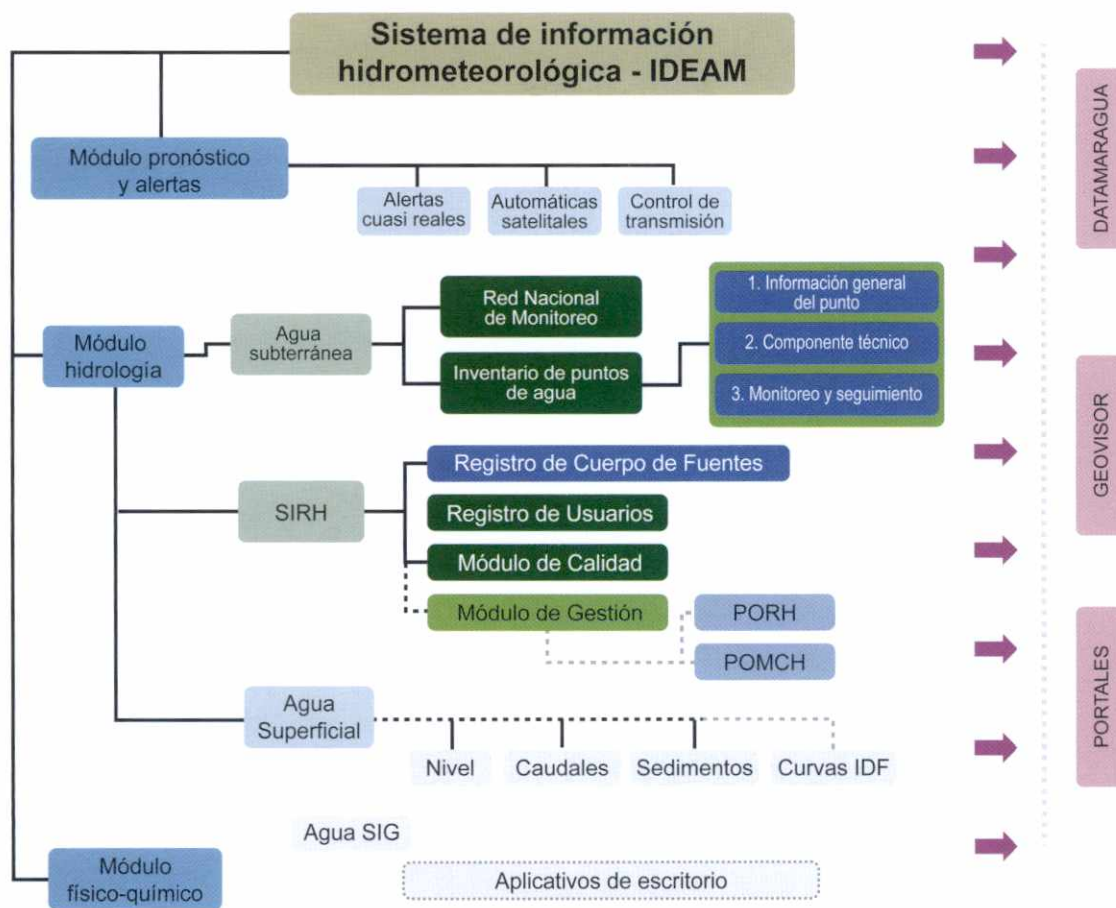 Sistema de información
hidrometeorológica - IDEAM
Módulo pronóstico
y alertas
Alertas
cuasi reales
Automáticas
satelitales
Control de
transmisión
Módulo
hidrología
Agua
subterránea
Red Nacional
de Monitoreo
Inventario de puntos
de agua
1. Información general
del punto
2. Componente técnico
3. Monitoreo y seguimiento
SIRH
Registro de Cuerpo de Fuentes
Registro de Usuarios
Módulo de Calidad
Módulo de Gestión
PORH
POMCH
Agua
Superficial
Nivel
Caudales
Sedimentos
Curvas IDF
Agua SIG
Módulo
físico-químico
Aplicativos de escritorio
DATAMARAGUA
GEOVISOR
PORTALES